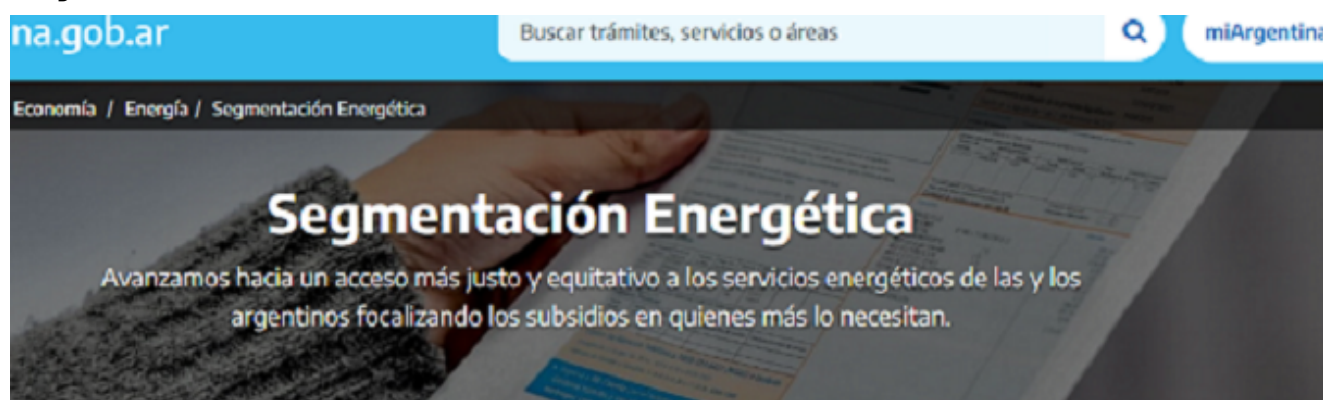 na.gob.ar
Buscar trámites, servicios o áreas
miArgentina
Economía / Energía / Segmentación Energética
Segmentación Energética
Avanzamos hacia un acceso más justo y equitativo a los servicios energéticos de las y los
argentinos focalizando los subsidios en quienes más lo necesitan.